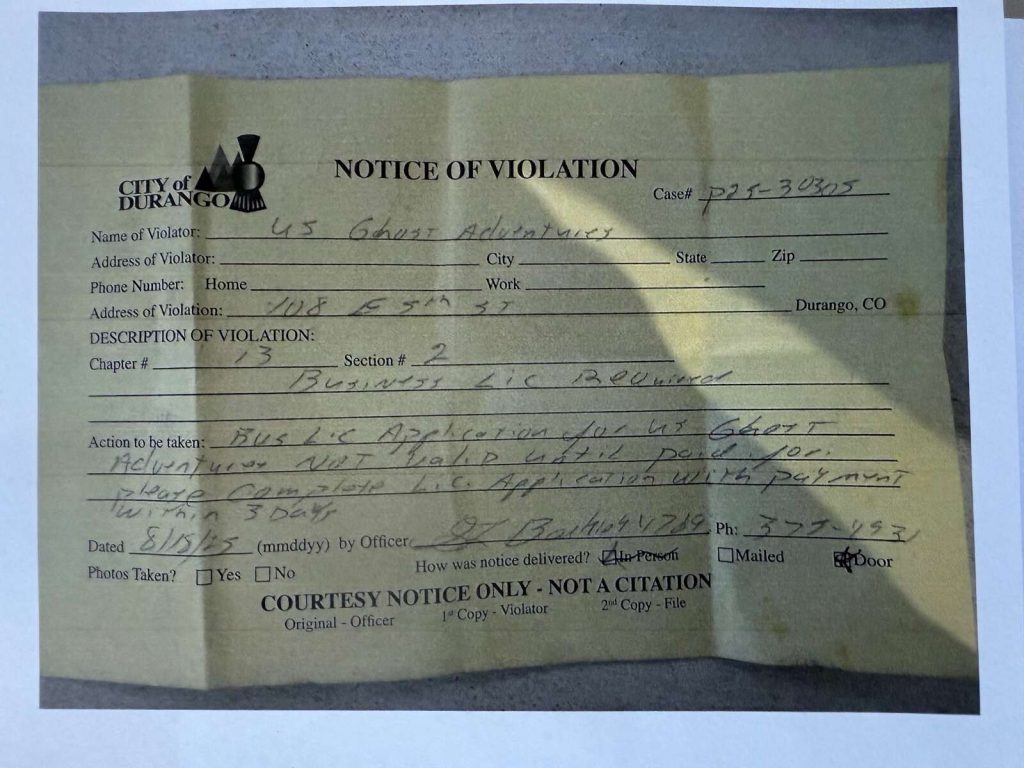 CITY of
DURANGO
NOTICE OF VIOLATION
Case# P25-30305
Name of Violator: US Ghost Adventures
Address of Violator: City State Zip
Phone Number: Home Work
Address of Violation: 108 E 5th ST Durango, CO
DESCRIPTION OF VIOLATION:
Chapter # 13 Section # 2
Business Lic Required
Action to be taken: Bus Lic Application for US Ghost
Adventures NOT Valid until paid for.
Please Complete Lic. Application with payment
within 3 Days
Dated 8/15/25 (mmddyy) by Officer Ph: 375-4931
Photos Taken? Yes No How was notice delivered? In Person Mailed Door
COURTESY NOTICE ONLY - NOT A CITATION
Original - Officer 1st Copy - Violator 2nd Copy - File